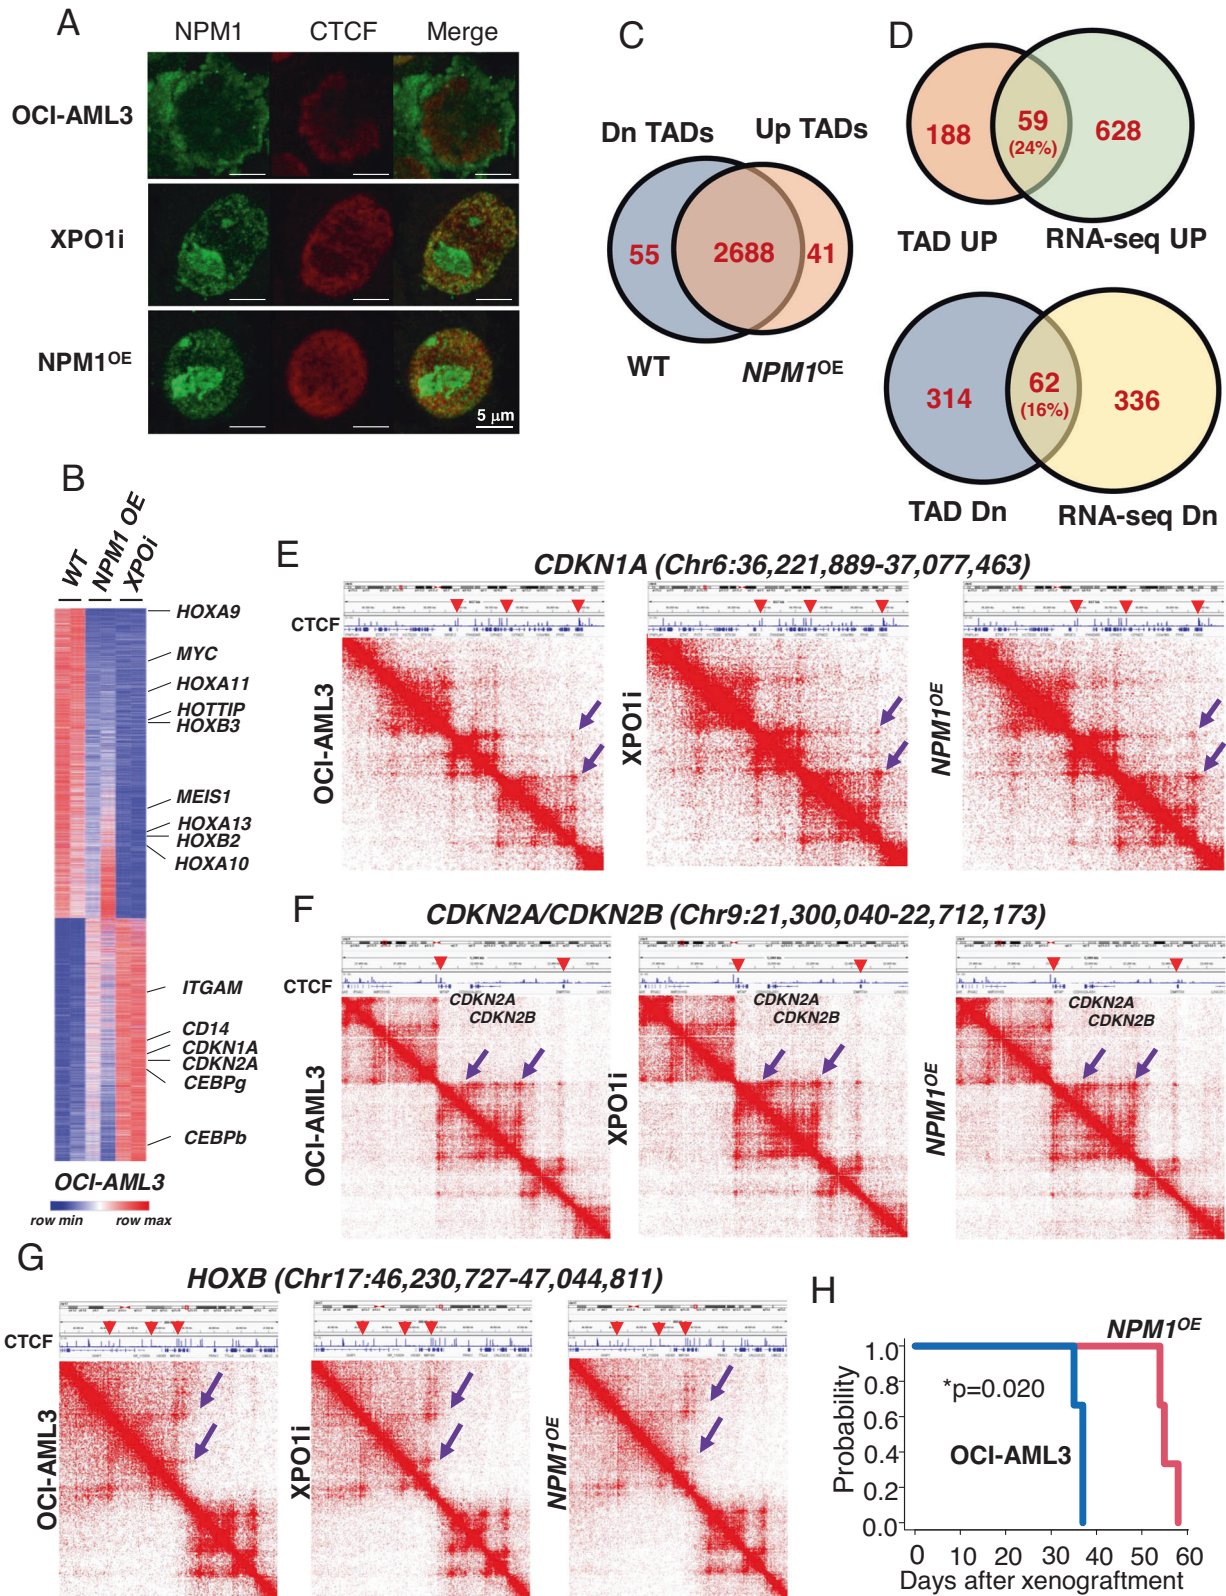 A
NPM1 CTCF Merge
OCI-AML3
XPO1i
NPM1OE
5 µm
B
WT
NPM1 OE
XPOi
HOXA9
MYC
HOXA11
HOTTIP
HOXB3
MEIS1
HOXA13
HOXB2
HOXA10
ITGAM
CD14
CDKN1A
CDKN2A
CEBPg
CEBPb
OCI-AML3
row min row max
C
Dn TADs Up TADs
55 2688 41
WT NPM1OE
D
188 59 628
(24%)
TAD UP RNA-seq UP
314 62 336
(16%)
TAD Dn RNA-seq Dn
E
CDKN1A (Chr6:36,221,889-37,077,463)
CTCF
OCI-AML3
XPO1i
NPM1OE
F
CDKN2A/CDKN2B (Chr9:21,300,040-22,712,173)
CTCF
CDKN2A
CDKN2B
CDKN2A
CDKN2B
CDKN2A
CDKN2B
OCI-AML3
XPO1i
NPM1OE
G
HOXB (Chr17:46,230,727-47,044,811)
CTCF
OCI-AML3
XPO1i
NPM1OE
H
NPM1OE
1.0
0.8
0.6
0.4
0.2
0.0
Probability
*p=0.020
OCI-AML3
0 10 20 30 40 50 60
Days after xenograftment